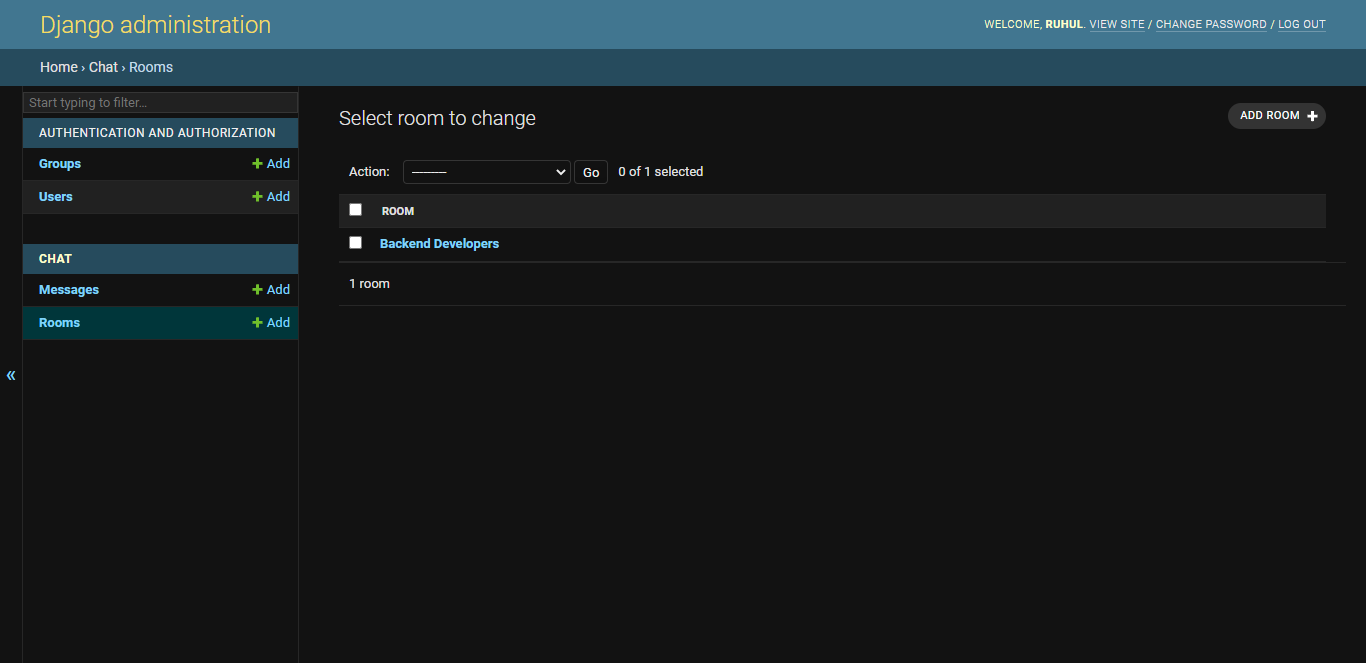 Django administration
WELCOME, RUHUL. VIEW SITE / CHANGE PASSWORD / LOG OUT
Home › Chat › Rooms
Start typing to filter...
AUTHENTICATION AND AUTHORIZATION
Groups + Add
Users + Add
CHAT
Messages + Add
Rooms + Add
«
Select room to change
ADD ROOM +
Action: --------- Go 0 of 1 selected
ROOM
Backend Developers
1 room